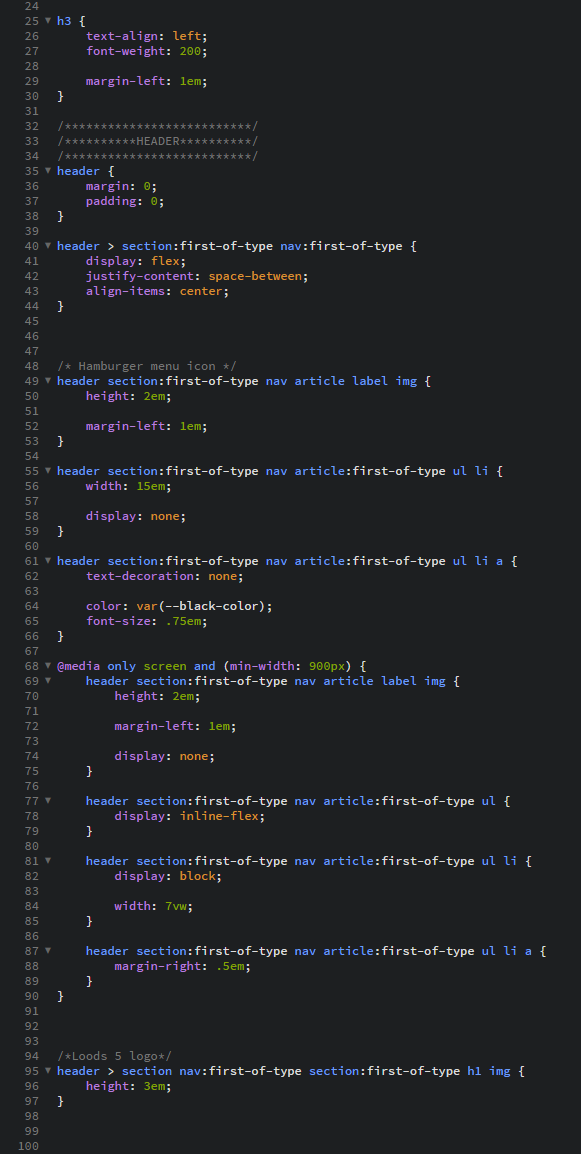 24
25 ▼ h3 {
26     text-align: left;
27     font-weight: 200;
28
29     margin-left: 1em;
30 }
31
32 /**************************/
33 /**********HEADER**********/
34 /**************************/
35 ▼ header {
36     margin: 0;
37     padding: 0;
38 }
39
40 ▼ header > section:first-of-type nav:first-of-type {
41     display: flex;
42     justify-content: space-between;
43     align-items: center;
44 }
45
46
47
48 /* Hamburger menu icon */
49 ▼ header section:first-of-type nav article label img {
50     height: 2em;
51
52     margin-left: 1em;
53 }
54
55 ▼ header section:first-of-type nav article:first-of-type ul li {
56     width: 15em;
57
58     display: none;
59 }
60
61 ▼ header section:first-of-type nav article:first-of-type ul li a {
62     text-decoration: none;
63
64     color: var(--black-color);
65     font-size: .75em;
66 }
67
68 ▼ @media only screen and (min-width: 900px) {
69 ▼     header section:first-of-type nav article label img {
70         height: 2em;
71
72         margin-left: 1em;
73
74         display: none;
75     }
76
77 ▼     header section:first-of-type nav article:first-of-type ul {
78         display: inline-flex;
79     }
80
81 ▼     header section:first-of-type nav article:first-of-type ul li {
82         display: block;
83
84         width: 7vw;
85     }
86
87 ▼     header section:first-of-type nav article:first-of-type ul li a {
88         margin-right: .5em;
89     }
90 }
91
92
93
94 /*Loods 5 logo*/
95 ▼ header > section nav:first-of-type section:first-of-type h1 img {
96     height: 3em;
97 }
98
99
100